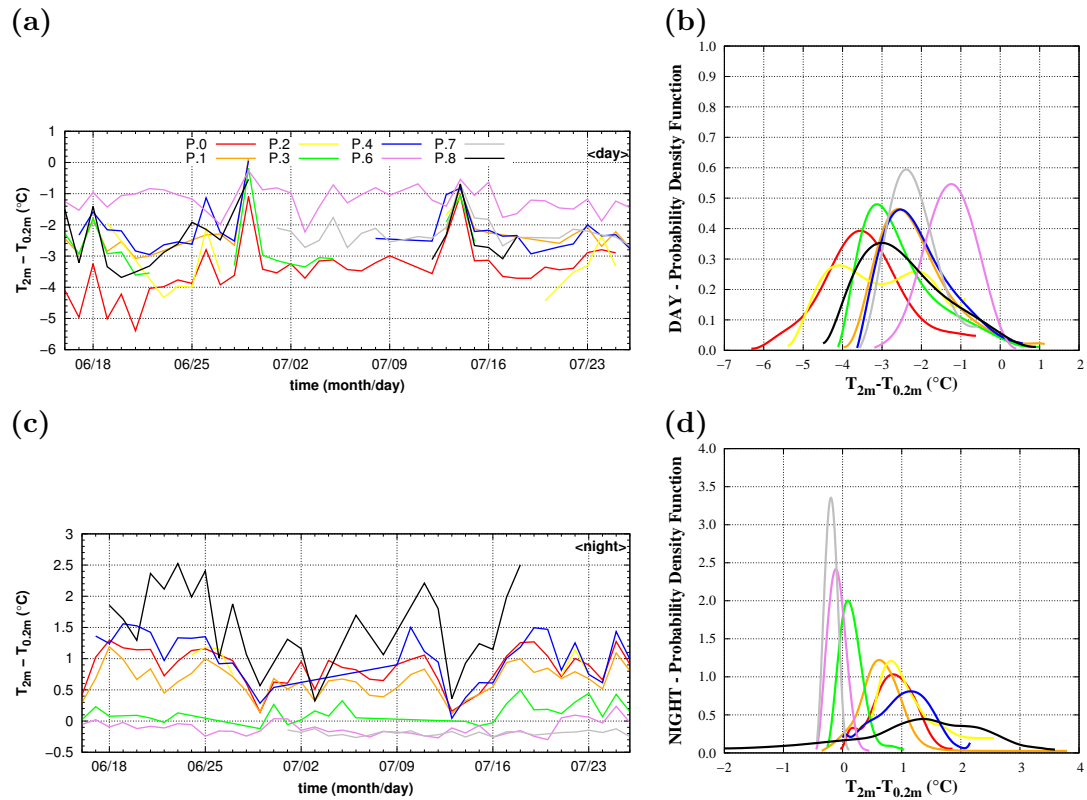 (a)
1
0
−1
−2
−3
−4
−5
−6
T2m − T0.2m (°C)
P.0 P.2 P.4 P.7
P.1 P.3 P.6 P.8
<day>
06/18 06/25 07/02 07/09 07/16 07/23
time (month/day)
(b)
1.0
0.9
0.8
0.7
0.6
0.5
0.4
0.3
0.2
0.1
0.0
DAY - Probability Density Function
−7 −6 −5 −4 −3 −2 −1 0 1 2
T2m-T0.2m (°C)
(c)
3
2.5
2
1.5
1
0.5
0
−0.5
T2m − T0.2m (°C)
<night>
06/18 06/25 07/02 07/09 07/16 07/23
time (month/day)
(d)
4.0
3.5
3.0
2.5
2.0
1.5
1.0
0.5
0.0
NIGHT - Probability Density Function
−2 −1 0 1 2 3 4
T2m-T0.2m (°C)